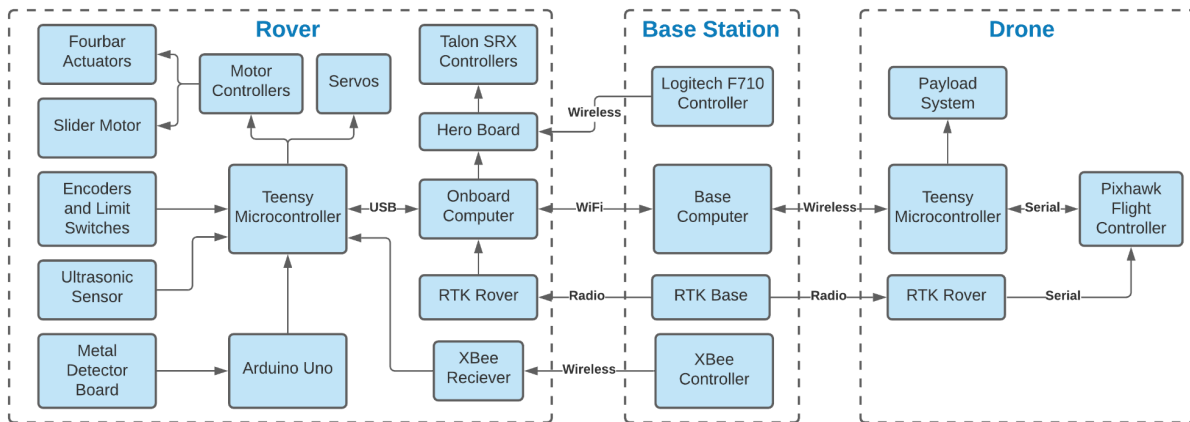 Rover
Fourbar
Actuators
Motor
Controllers
Servos
Talon SRX
Controllers
Slider Motor
Hero Board
Encoders
and Limit
Switches
Teensy
Microcontroller
USB
Onboard
Computer
Ultrasonic
Sensor
RTK Rover
Metal
Detector
Board
Arduino Uno
XBee
Reciever
Wireless
WiFi
Radio
Wireless
Base Station
Logitech F710
Controller
Base
Computer
RTK Base
XBee
Controller
Wireless
Radio
Drone
Payload
System
Teensy
Microcontroller
Serial
Pixhawk
Flight
Controller
RTK Rover
Serial